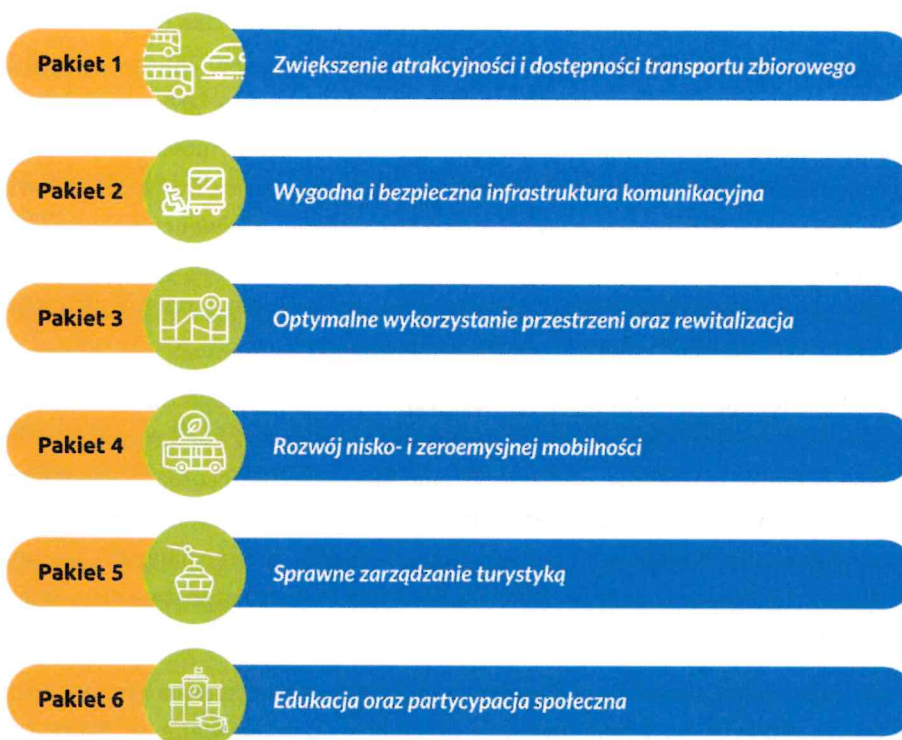 Pakiet 1
Zwiększenie atrakcyjności i dostępności transportu zbiorowego
Pakiet 2
Wygodna i bezpieczna infrastruktura komunikacyjna
Pakiet 3
Optymalne wykorzystanie przestrzeni oraz rewitalizacja
Pakiet 4
Rozwój nisko- i zeroemysjnej mobilności
Pakiet 5
Sprawne zarządzanie turystyką
Pakiet 6
Edukacja oraz partycypacja społeczna